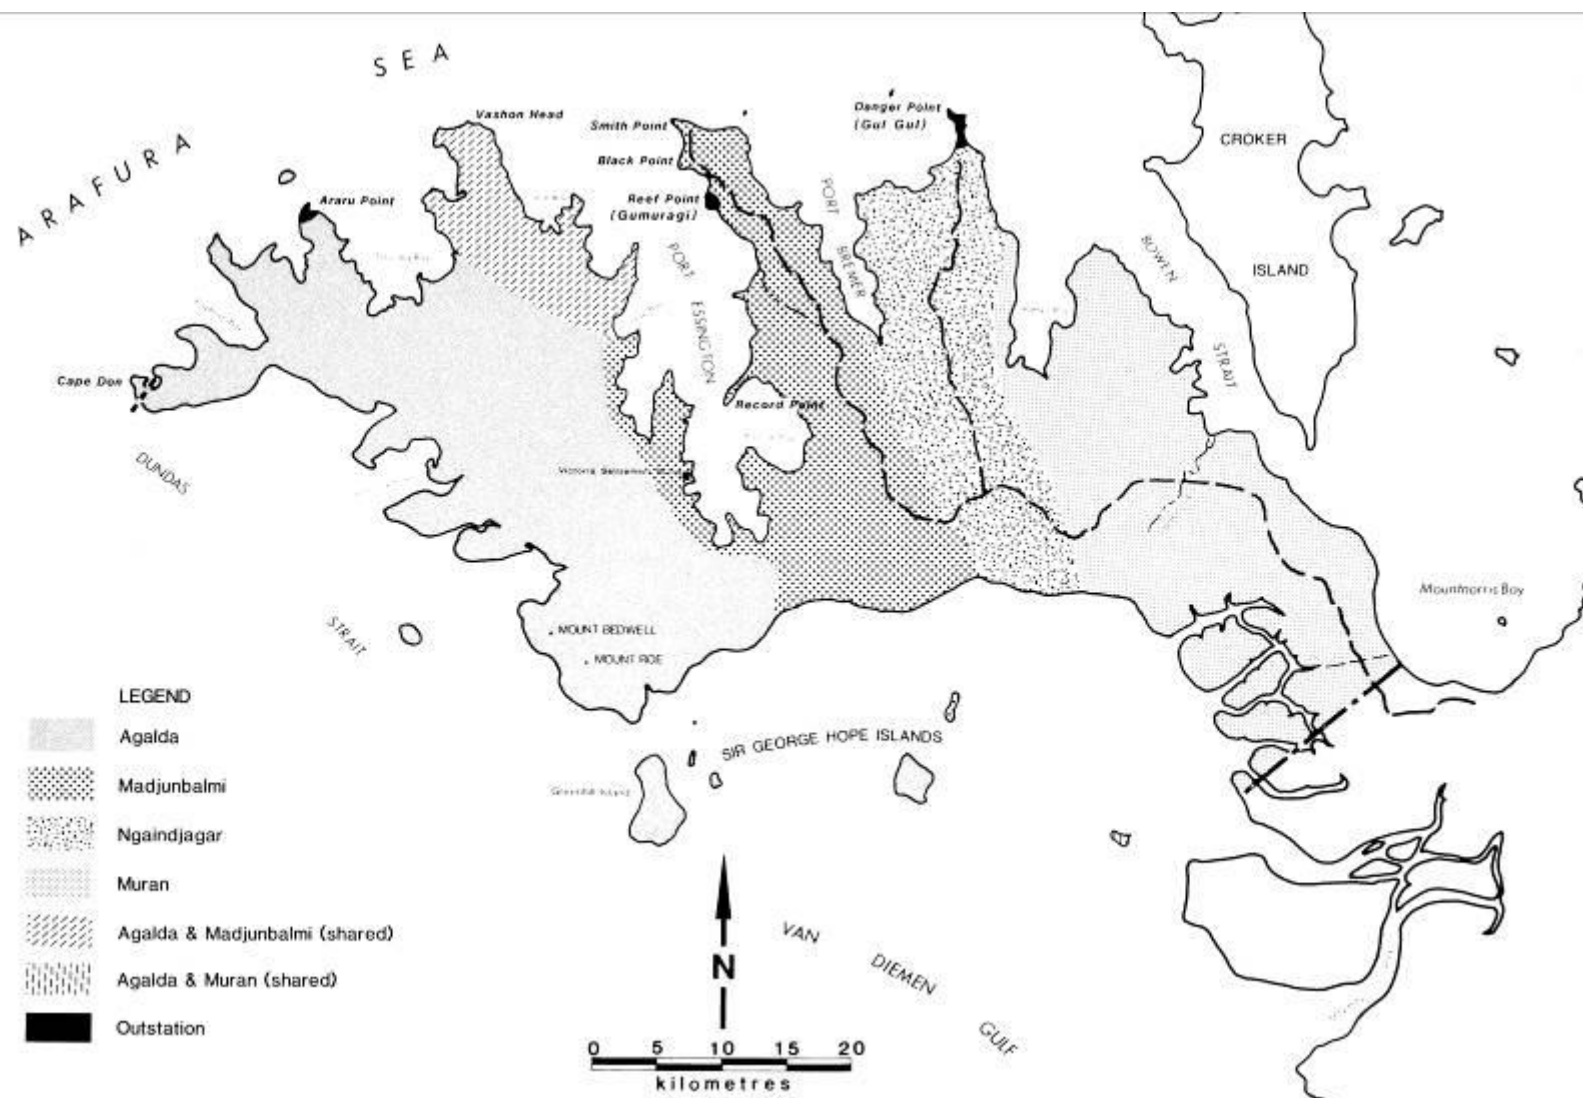 ARAFURA SEA
Vashon Head
Smith Point
Black Point
Reef Point
(Gumuragi)
Danger Point
(Gul Gul)
CROKER
ISLAND
Araru Point
PORT
BREMER
PORT
ESSINGTON
BOWEN
STRAIT
Cape Don
Record Point
DUNDAS
STRAIT
Mountnorris Bay
MOUNT BEDWELL
MOUNT ROE
SIR GEORGE HOPE ISLANDS
Greenhill Island
VAN
DIEMEN
GULF
LEGEND
Agalda
Madjunbalmi
Ngaindjagar
Muran
Agalda & Madjunbalmi (shared)
Agalda & Muran (shared)
Outstation
N
0 5 10 15 20
kilometres